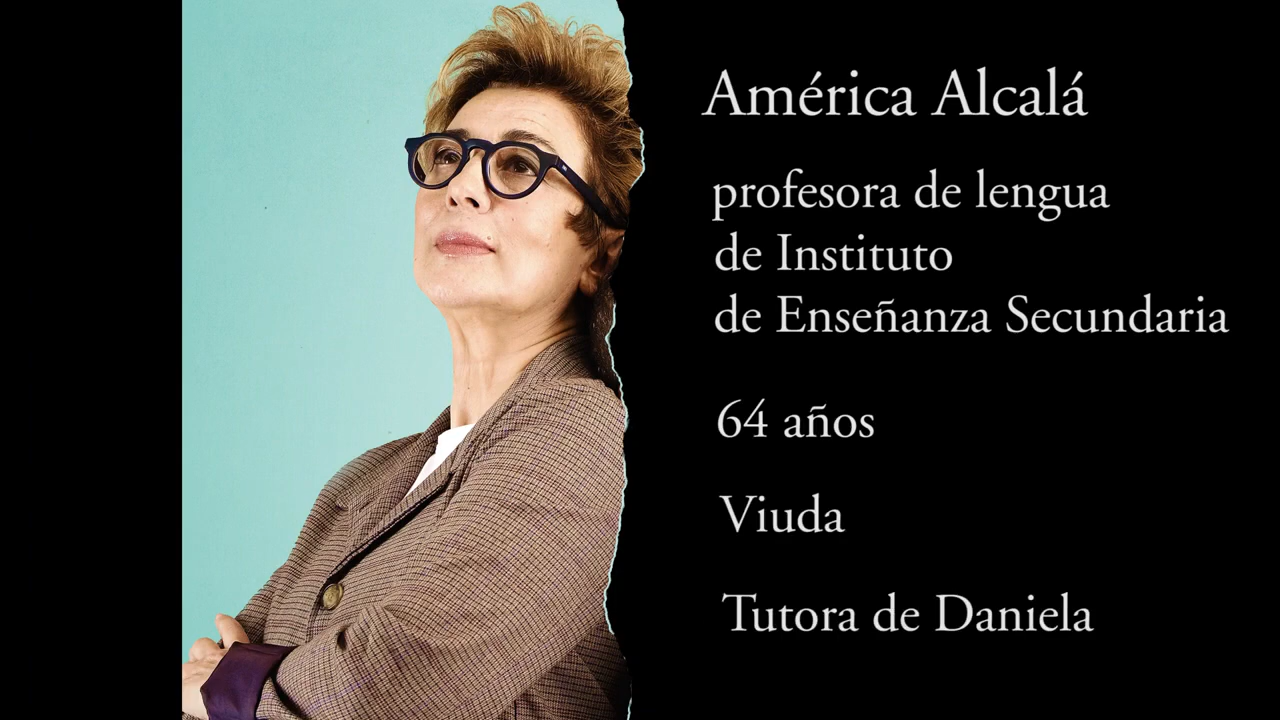 América Alcalá
profesora de lengua
de Instituto
de Enseñanza Secundaria
64 años
Viuda
Tutora de Daniela